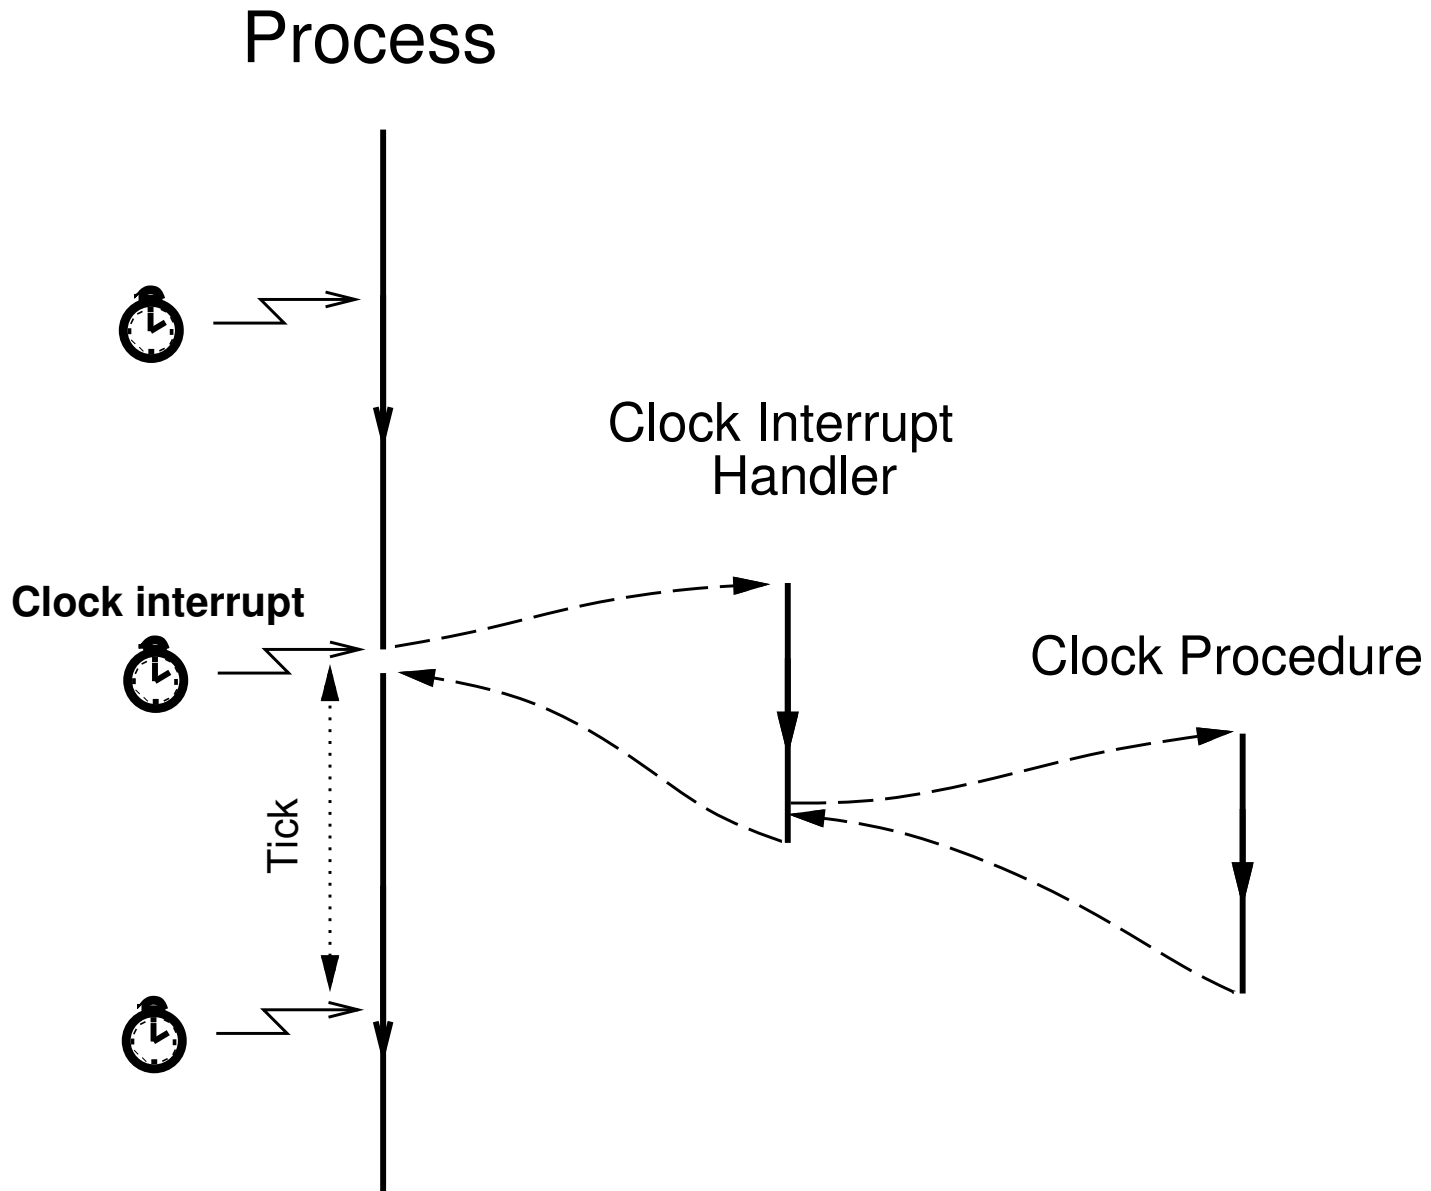 Process
Clock Interrupt
Handler
Clock interrupt
Clock Procedure
Tick